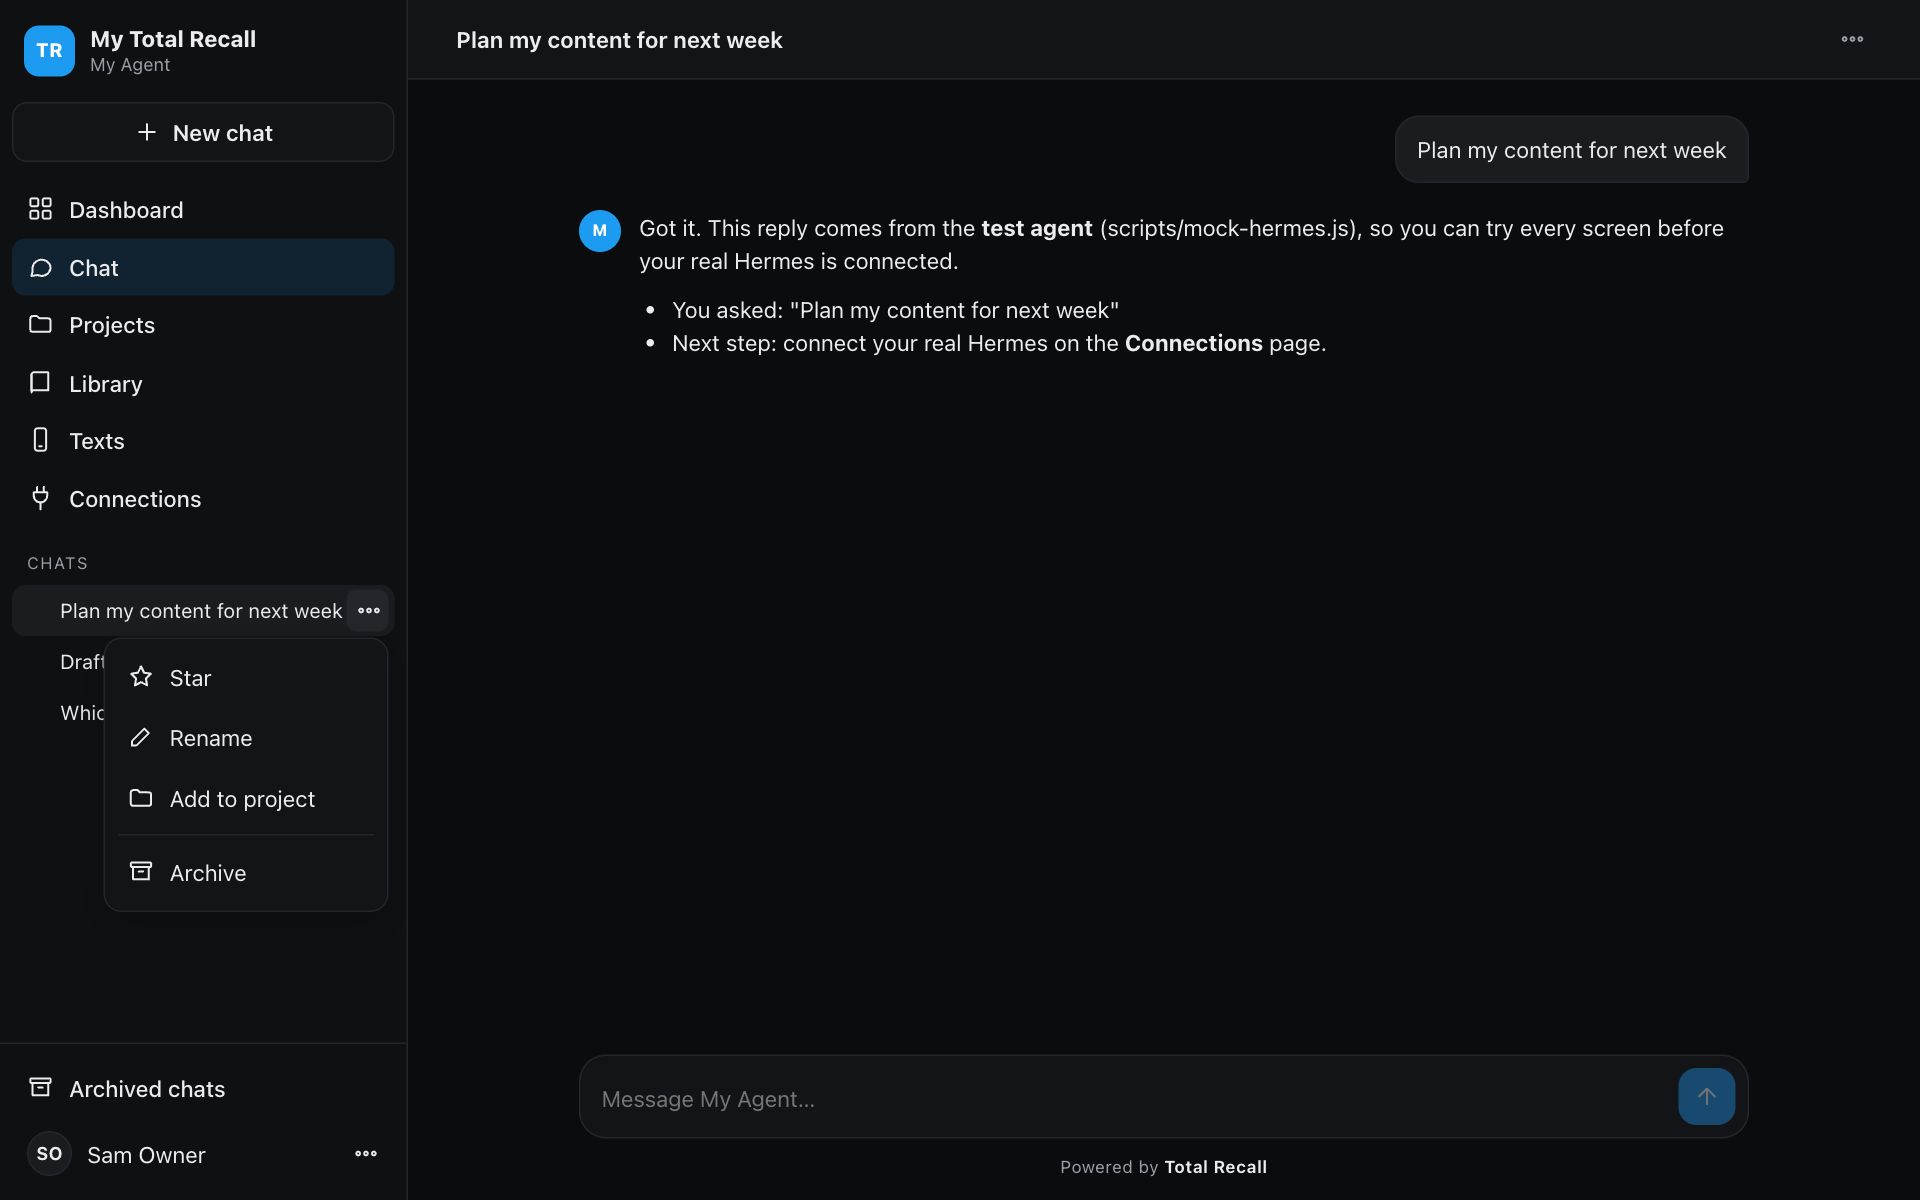 TR
My Total Recall
My Agent
New chat
Dashboard
Chat
Projects
Library
Texts
Connections
CHATS
Plan my content for next week
Draft
Star
Rename
Add to project
Archive
Archived chats
SO
Sam Owner
Plan my content for next week
Plan my content for next week
M
Got it. This reply comes from the test agent (scripts/mock-hermes.js), so you can try every screen before
your real Hermes is connected.
• You asked: "Plan my content for next week"
• Next step: connect your real Hermes on the Connections page.
Message My Agent...
Powered by Total Recall